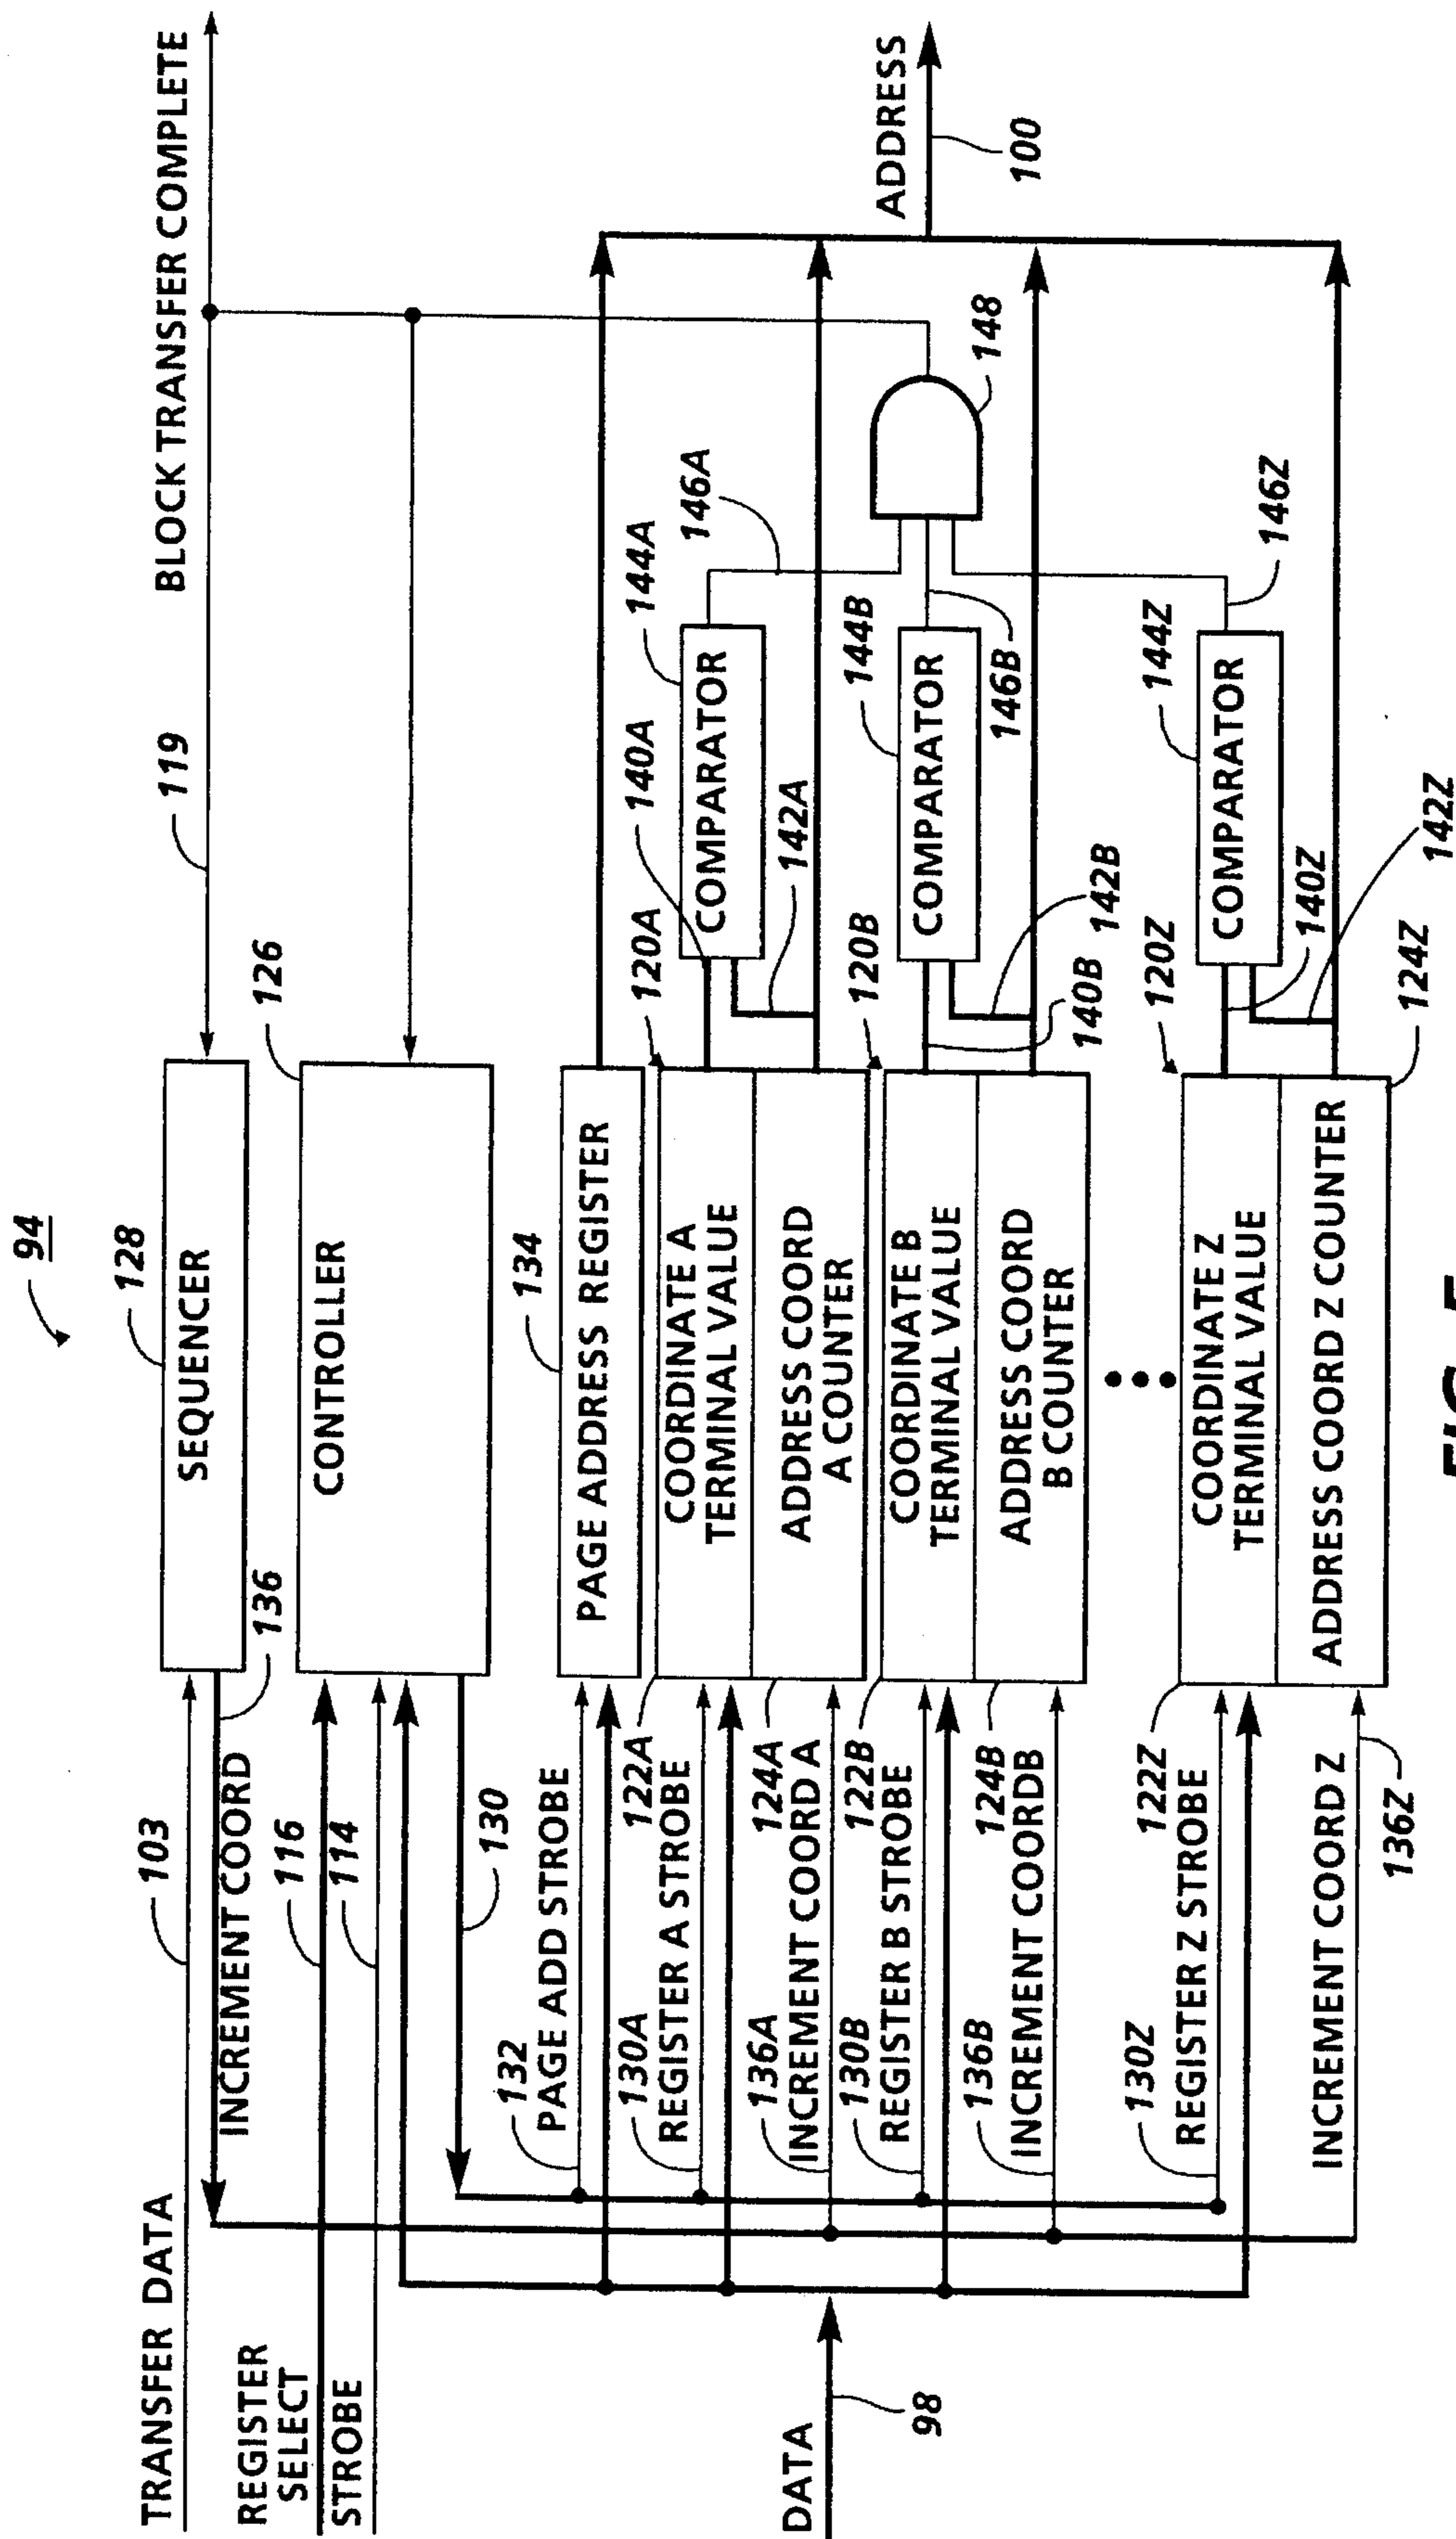 94
TRANSFER DATA
103
128
SEQUENCER
119
BLOCK TRANSFER COMPLETE
136
INCREMENT COORD
REGISTER
SELECT
116
STROBE
114
126
CONTROLLER
130
132
PAGE ADD STROBE
134
PAGE ADDRESS REGISTER
130A
REGISTER A STROBE
122A
COORDINATE A
TERMINAL VALUE
120A
140A
144A
COMPARATOR
146A
136A
INCREMENT COORD A
124A
ADDRESS COORD
A COUNTER
142A
ADDRESS
100
DATA
98
130B
REGISTER B STROBE
122B
COORDINATE B
TERMINAL VALUE
120B
144B
COMPARATOR
146B
148
136B
INCREMENT COORDB
124B
ADDRESS COORD
B COUNTER
140B
142B
130Z
REGISTER Z STROBE
122Z
COORDINATE Z
TERMINAL VALUE
120Z
144Z
COMPARATOR
146Z
140Z
INCREMENT COORD Z
136Z
ADDRESS COORD Z COUNTER
124Z
142Z